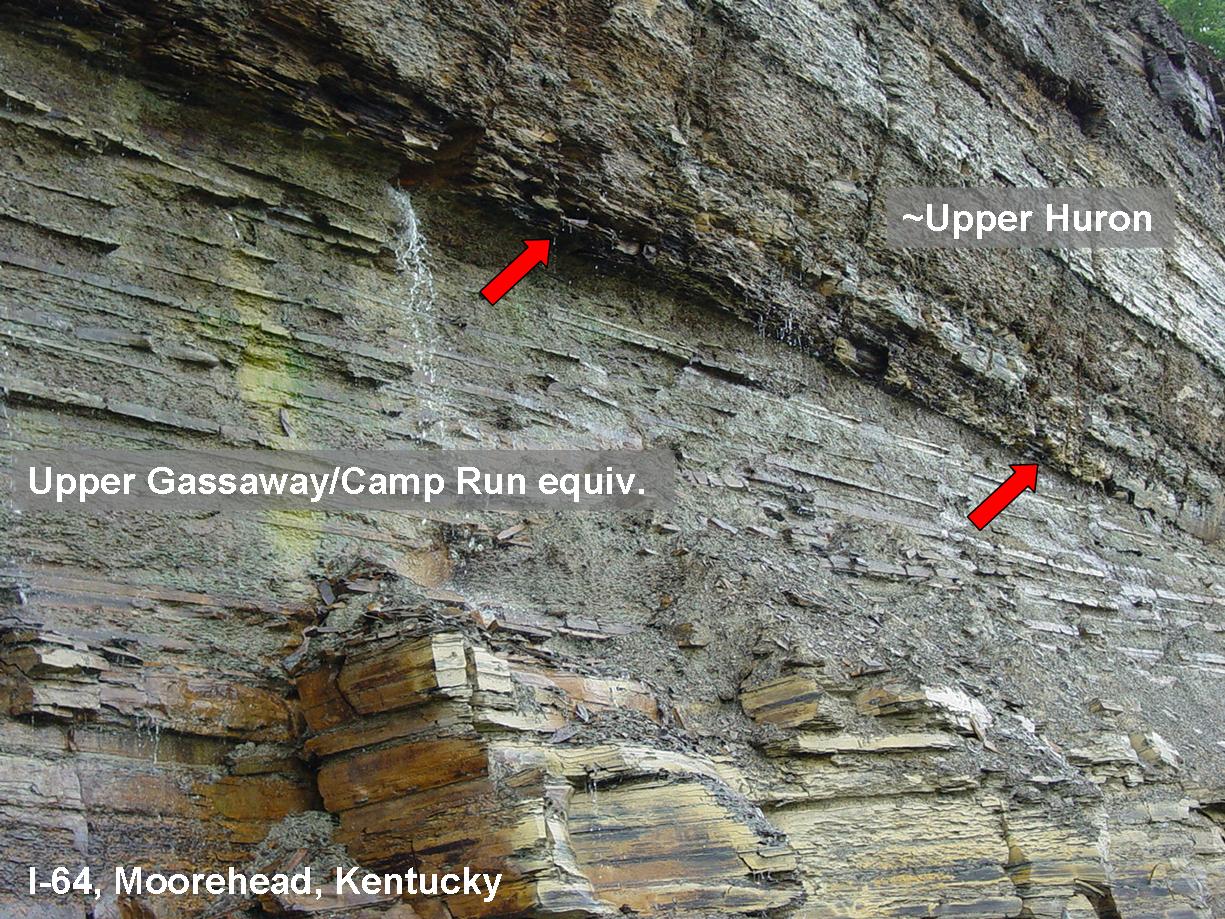 ~Upper Huron
Upper Gassaway/Camp Run equiv.
I-64, Moorehead, Kentucky